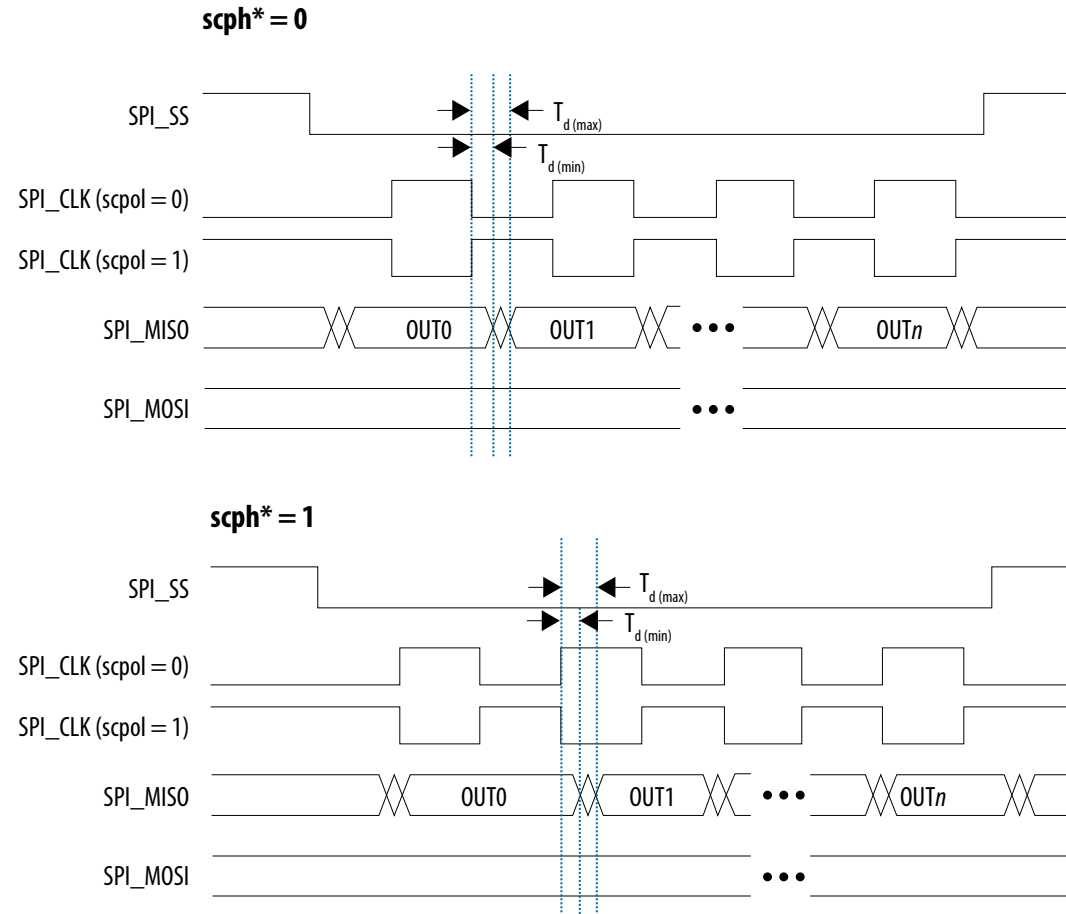 scph* = 0
SPI_SS
T d (max)
T d (min)
SPI_CLK (scpol = 0)
SPI_CLK (scpol = 1)
SPI_MISO OUT0 OUT1 ••• OUTn
SPI_MOSI •••
scph* = 1
SPI_SS
T d (max)
T d (min)
SPI_CLK (scpol = 0)
SPI_CLK (scpol = 1)
SPI_MISO OUT0 OUT1 ••• OUTn
SPI_MOSI •••